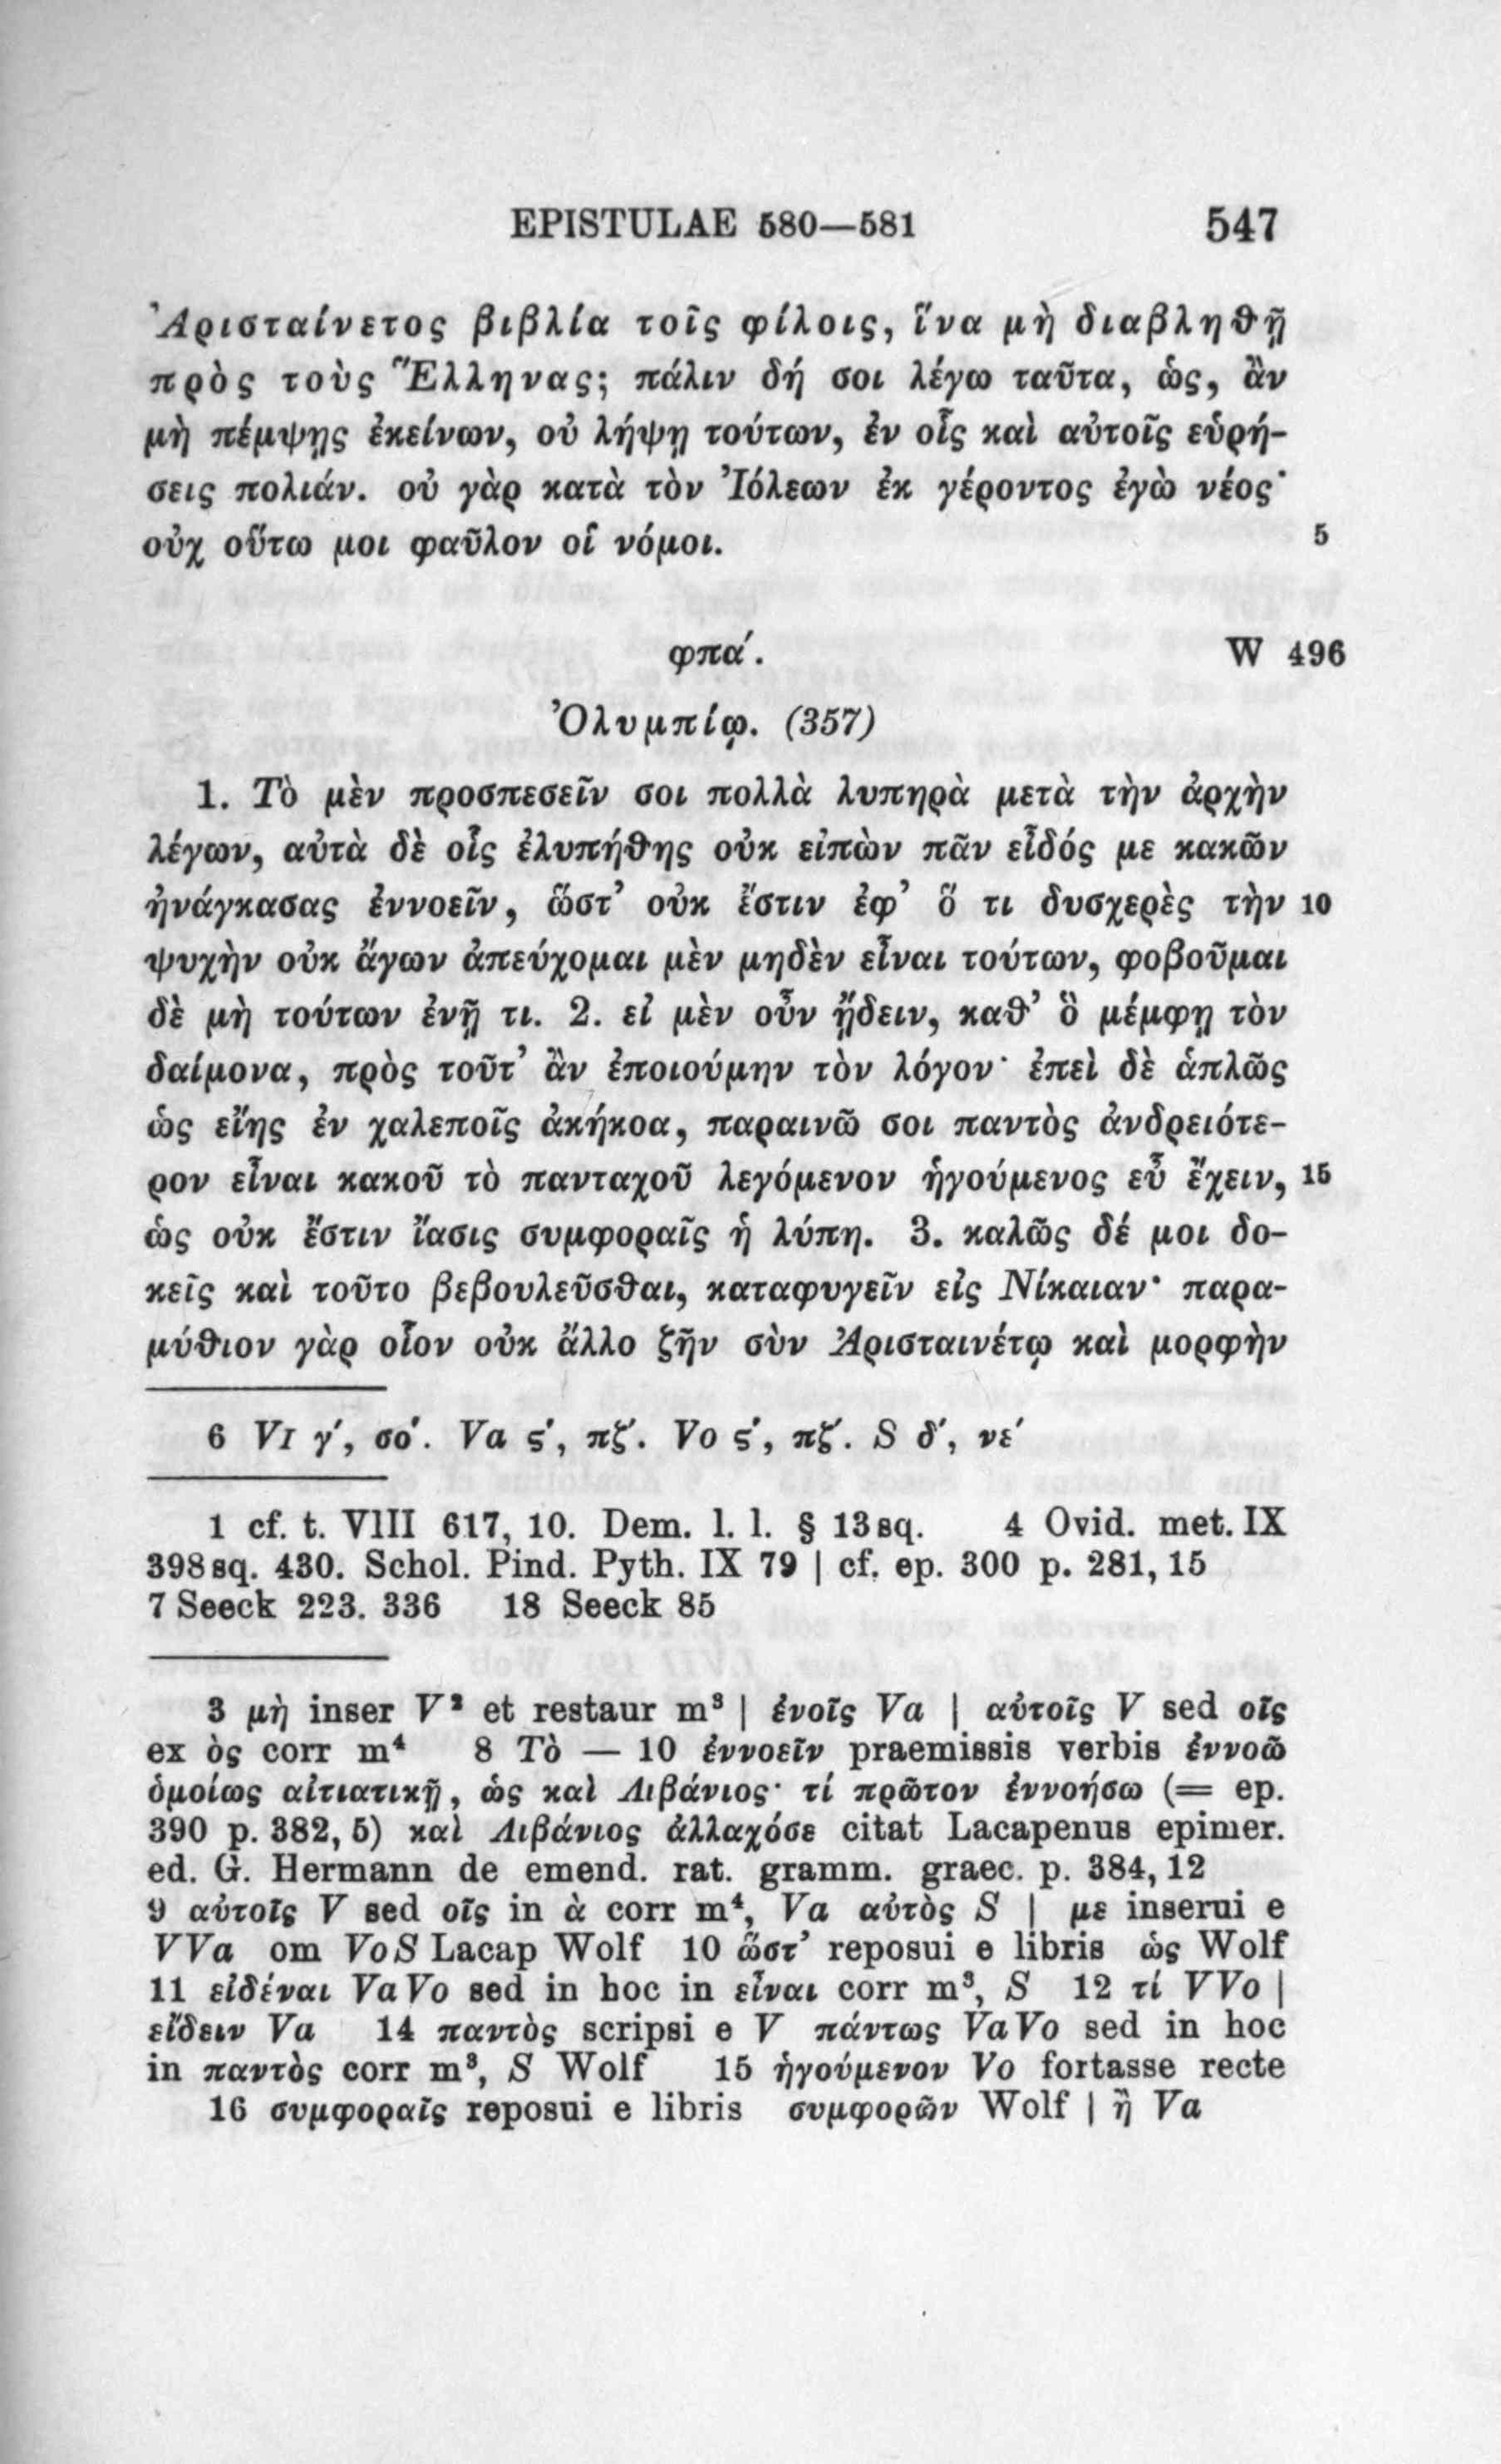 EPISTULAE 580—581 547
Ἀρισταίνετος βιβλία τοῖς φίλοις, ἵνα μὴ διαβληθῇ
πρὸς τοὺς Ἕλληνας; πάλιν δή σοι λέγω ταῦτα, ὡς, ἂν
μὴ πέμψῃς ἐκείνων, οὐ λήψῃ τούτων, ἐν οἷς καὶ αὐτοῖς εὑρή-
σεις πολιάν. οὐ γὰρ κατὰ τὸν Ἰόλεων ἐκ γέροντος ἐγὼ νέος·
οὐχ οὕτω μοι φαῦλον οἱ νόμοι. 5
φπα΄. W 496
Ὀλυμπίῳ. (357)
1. Τὸ μὲν προσπεσεῖν σοι πολλὰ λυπηρὰ μετὰ τὴν ἀρχὴν
λέγων, αὐτὰ δὲ οἷς ἐλυπήθης οὐκ εἰπὼν πᾶν εἶδός με κακῶν
ἠνάγκασας ἐννοεῖν, ὥστ’ οὐκ ἔστιν ἐφ’ ὅ τι δυσχερὲς τὴν 10
ψυχὴν οὐκ ἄγων ἀπεύχομαι μὲν μηδὲν εἶναι τούτων, φοβοῦμαι
δὲ μὴ τούτων ἐνῇ τι. 2. εἰ μὲν οὖν ᾔδειν, καθ’ ὃ μέμφῃ τὸν
δαίμονα, πρὸς τοῦτ’ ἂν ἐποιούμην τὸν λόγον· ἐπεὶ δὲ ἁπλῶς
ὡς εἴης ἐν χαλεποῖς ἀκήκοα, παραινῶ σοι παντὸς ἀνδρειότε-
ρον εἶναι κακοῦ τὸ πανταχοῦ λεγόμενον ἡγούμενος εὖ ἔχειν, 15
ὡς οὐκ ἔστιν ἴασις συμφοραῖς ἡ λύπη. 3. καλῶς δέ μοι δο-
κεῖς καὶ τοῦτο βεβουλεῦσθαι, καταφυγεῖν εἰς Νίκαιαν· παρα-
μύθιον γὰρ οἷον οὐκ ἄλλο ζῆν σὺν Ἀρισταινέτῳ καὶ μορφὴν
6 VI γ΄, σο΄. Va ϛ΄, πζ΄. Vo ϛ΄, πζ΄. S δ΄, νε΄
1 cf. t. VIII 617, 10. Dem. l. l. § 13 sq. 4 Ovid. met. IX
398 sq. 430. Schol. Pind. Pyth. IX 79 | cf. ep. 300 p. 281, 15
7 Seeck 223. 336 18 Seeck 85
3 μὴ inser V² et restaur m³ | ἐνοῖς Va | αὐτοῖς V sed οῖς
ex ὸς corr m⁴ 8 Τὸ — 10 ἐννοεῖν praemissis verbis ἐννοῶ
ὁμοίως αἰτιατικῇ, ὡς καὶ Λιβάνιος· τί πρῶτον ἐννοήσω (= ep.
390 p. 382, 5) καὶ Λιβάνιος ἀλλαχόσε citat Lacapenus epimer.
ed. G. Hermann de emend. rat. gramm. graec. p. 384, 12
9 αὐτοῖς V sed οῖς in ὰ corr m⁴, Va αὐτὸς S | με inserui e
VVa om VoS Lacap Wolf 10 ὥστ’ reposui e libris ὡς Wolf
11 εἰδέναι VaVo sed in hoc in εἶναι corr m³, S 12 τί VVo |
εἴδειν Va 14 παντὸς scripsi e V πάντως VaVo sed in hoc
in παντὸς corr m³, S Wolf 15 ἡγούμενον Vo fortasse recte
16 συμφοραῖς reposui e libris συμφορῶν Wolf | ἢ Va